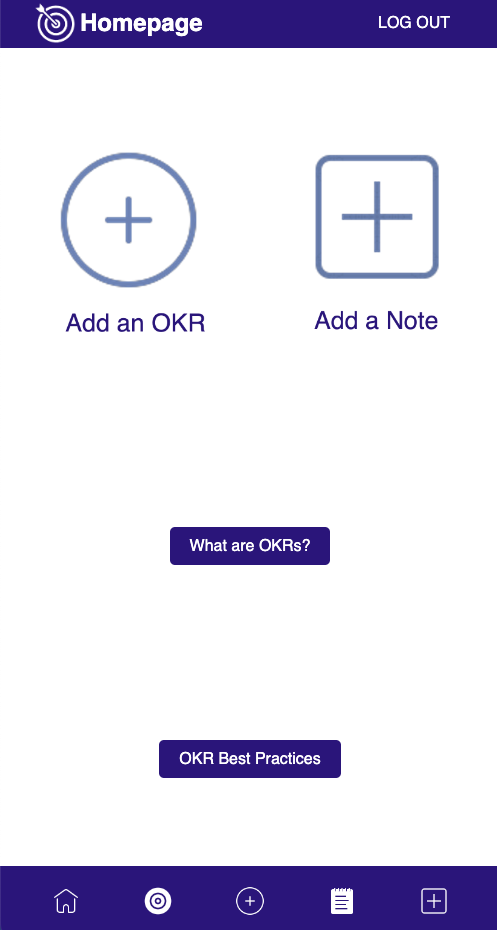 Homepage
LOG OUT
Add an OKR
Add a Note
What are OKRs?
OKR Best Practices